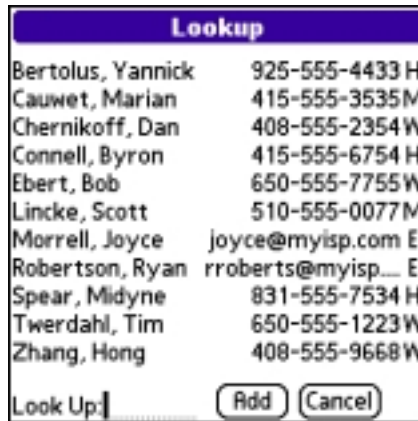 Lookup
Bertolus, Yannick 925-555-4433 H
Cauwet, Marian 415-555-3535 M
Chernikoff, Dan 408-555-2354 W
Connell, Byron 415-555-6754 H
Ebert, Bob 650-555-7755 W
Lincke, Scott 510-555-0077 M
Morrell, Joyce joyce@myisp.com E
Robertson, Ryan rroberts@myisp.... E
Spear, Midyne 831-555-7534 H
Twerdahl, Tim 650-555-1223 W
Zhang, Hong 408-555-9668 W
Look Up: Add Cancel